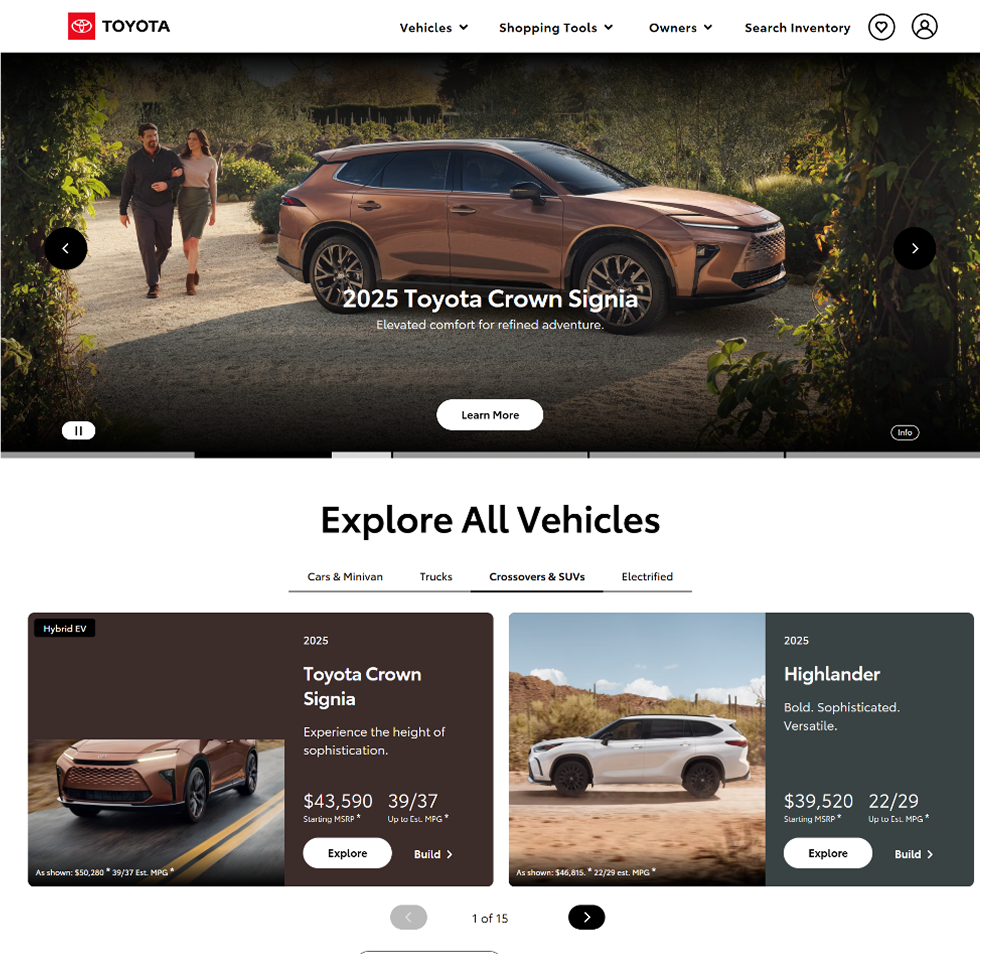 TOYOTA
Vehicles
Shopping Tools
Owners
Search Inventory
2025 Toyota Crown Signia
Elevated comfort for refined adventure.
Learn More
Info
Explore All Vehicles
Cars & Minivan
Trucks
Crossovers & SUVs
Electrified
Hybrid EV
2025
Toyota Crown
Signia
Experience the height of
sophistication.
$43,590 39/37
Starting MSRP * Up to Est. MPG *
Explore
Build
As shown: $50,280 * 39/37 Est. MPG *
2025
Highlander
Bold. Sophisticated.
Versatile.
$39,520 22/29
Starting MSRP * Up to Est. MPG *
Explore
Build
As shown: $46,815. * 22/29 est. MPG *
1 of 15